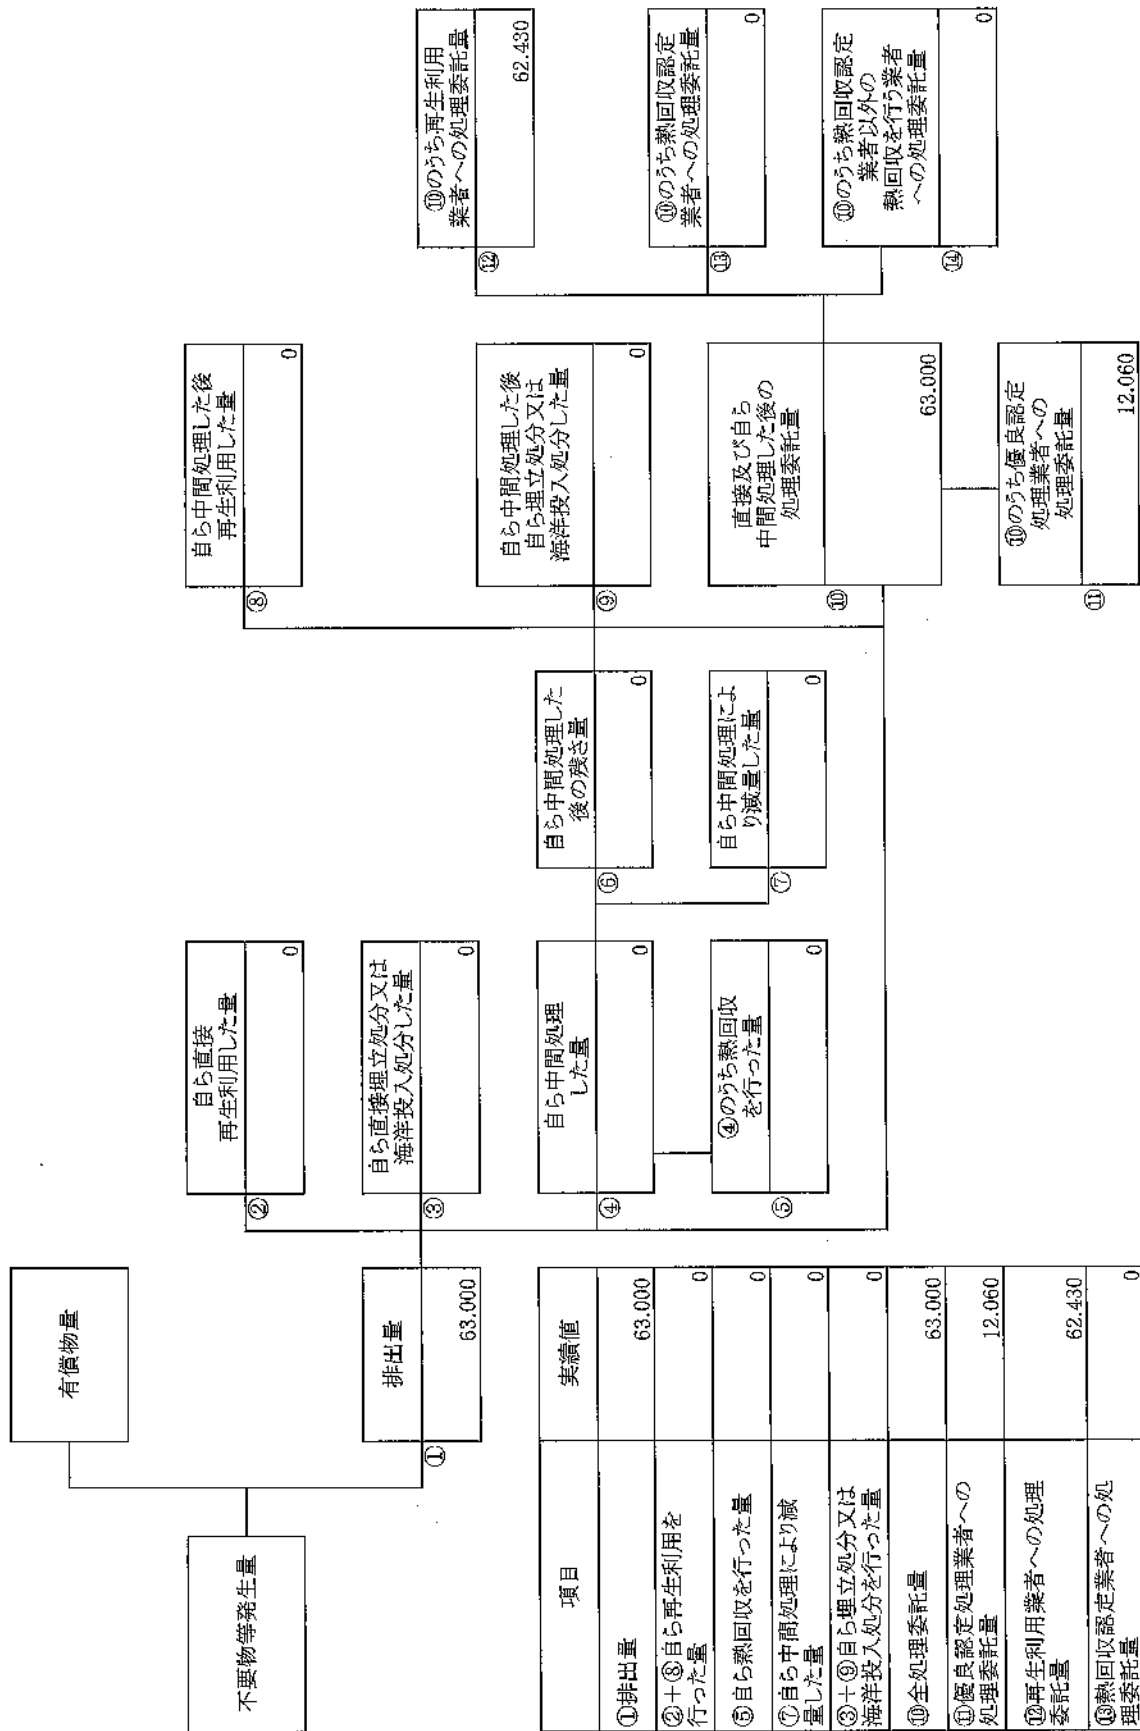 不要物等発生量
有償物量
①
排出量
63.000
②
自ら直接
再生利用した量
0
③
自ら直接埋立処分又は
海洋投入処分した量
0
④
自ら中間処理
した量
0
⑤
④のうち熱回収
を行った量
0
⑥
自ら中間処理した
後の残さ量
0
⑦
自ら中間処理によ
り減量した量
0
⑧
自ら中間処理した後
再生利用した量
0
⑨
自ら中間処理した後
自ら埋立処分又は
海洋投入処分した量
0
⑩
直接及び自ら
中間処理した後の
処理委託量
63.000
⑪
⑩のうち優良認定
処理業者への
処理委託量
12.060
⑫
⑩のうち再生利用
業者への処理委託量
62.430
⑬
⑩のうち熱回収認定
業者への処理委託量
0
⑭
⑩のうち熱回収認定
業者以外の
熱回収を行う業者
への処理委託量
0
項目 実績値
①排出量 63.000
②+⑧自ら再生利用を
行った量 0
⑤自ら熱回収を行った量 0
⑦自ら中間処理により減
量した量 0
③+⑨自ら埋立処分又は
海洋投入処分を行った量 0
⑩全処理委託量 63.000
⑪優良認定処理業者への
処理委託量 12.060
⑫再生利用業者への処理
委託量 62.430
⑬熱回収認定業者への処
理委託量 0